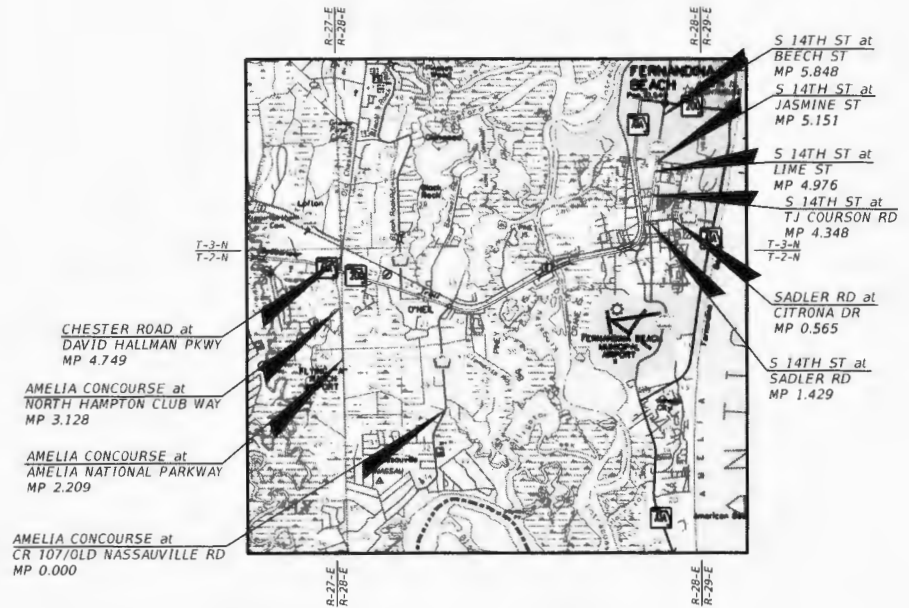 R-27-E
R-28-E
R-28-E
R-29-E
S 14TH ST at
BEECH ST
MP 5.848
S 14TH ST at
JASMINE ST
MP 5.151
S 14TH ST at
LIME ST
MP 4.976
S 14TH ST at
TJ COURSON RD
MP 4.348
T-3-N
T-2-N
T-3-N
T-2-N
SADLER RD at
CITRONA DR
MP 0.565
S 14TH ST at
SADLER RD
MP 1.429
CHESTER ROAD at
DAVID HALLMAN PKWY
MP 4.749
AMELIA CONCOURSE at
NORTH HAMPTON CLUB WAY
MP 3.128
AMELIA CONCOURSE at
AMELIA NATIONAL PARKWAY
MP 2.209
AMELIA CONCOURSE at
CR 107/OLD NASSAUVILLE RD
MP 0.000
FERNANDINA
BEACH
Lofton
O'NEIL
FERNANDINA BEACH
MUNICIPAL
AIRPORT
NASSAU
AMELIA
R-27-E
R-28-E
R-28-E
R-29-E